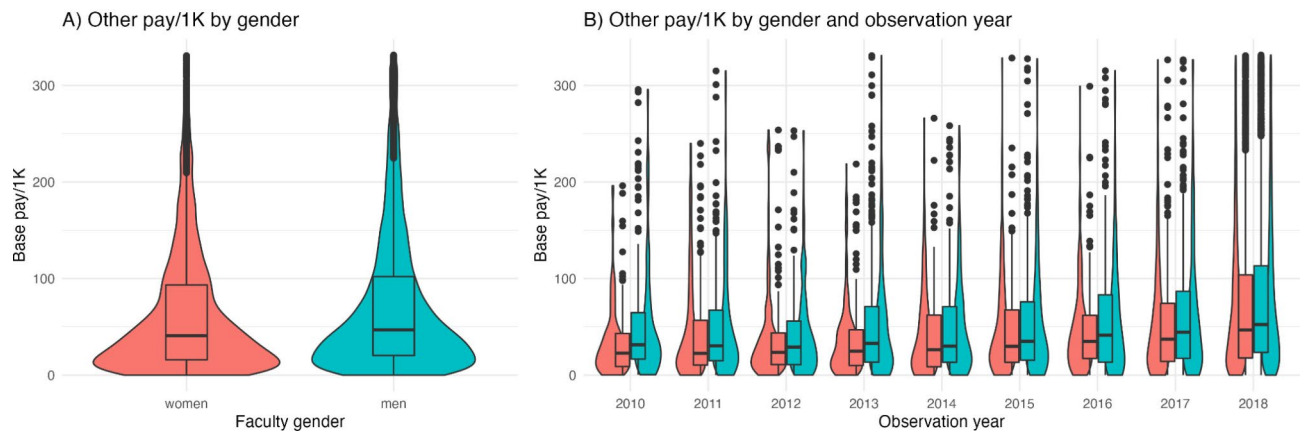 A) Other pay/1K by gender
Base pay/1K
300
200
100
0
women
men
Faculty gender
B) Other pay/1K by gender and observation year
Base pay/1K
300
200
100
0
2010
2011
2012
2013
2014
2015
2016
2017
2018
Observation year